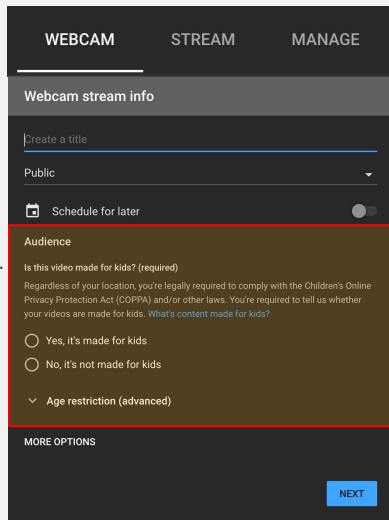 WEBCAM STREAM MANAGE
Webcam stream info
Create a title
Public
Schedule for later
Audience
Is this video made for kids? (required)
Regardless of your location, you're legally required to comply with the Children's Online
Privacy Protection Act (COPPA) and/or other laws. You're required to tell us whether
your videos are made for kids. What's content made for kids?
Yes, it's made for kids
No, it's not made for kids
Age restriction (advanced)
MORE OPTIONS
NEXT